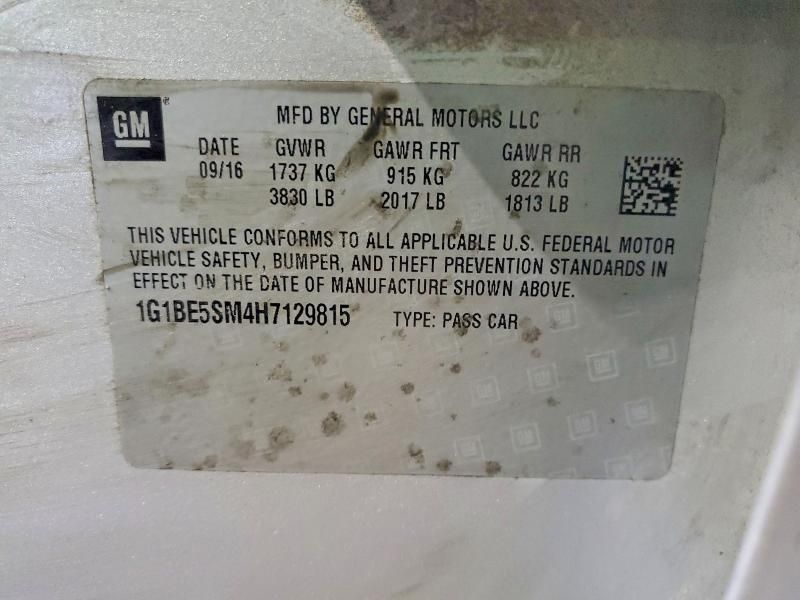 GM
MFD BY GENERAL MOTORS LLC
DATE GVWR GAWR FRT GAWR RR
09/16 1737 KG 915 KG 822 KG
3830 LB 2017 LB 1813 LB
THIS VEHICLE CONFORMS TO ALL APPLICABLE U.S. FEDERAL MOTOR
VEHICLE SAFETY, BUMPER, AND THEFT PREVENTION STANDARDS IN
EFFECT ON THE DATE OF MANUFACTURE SHOWN ABOVE.
1G1BE5SM4H7129815 TYPE: PASS CAR